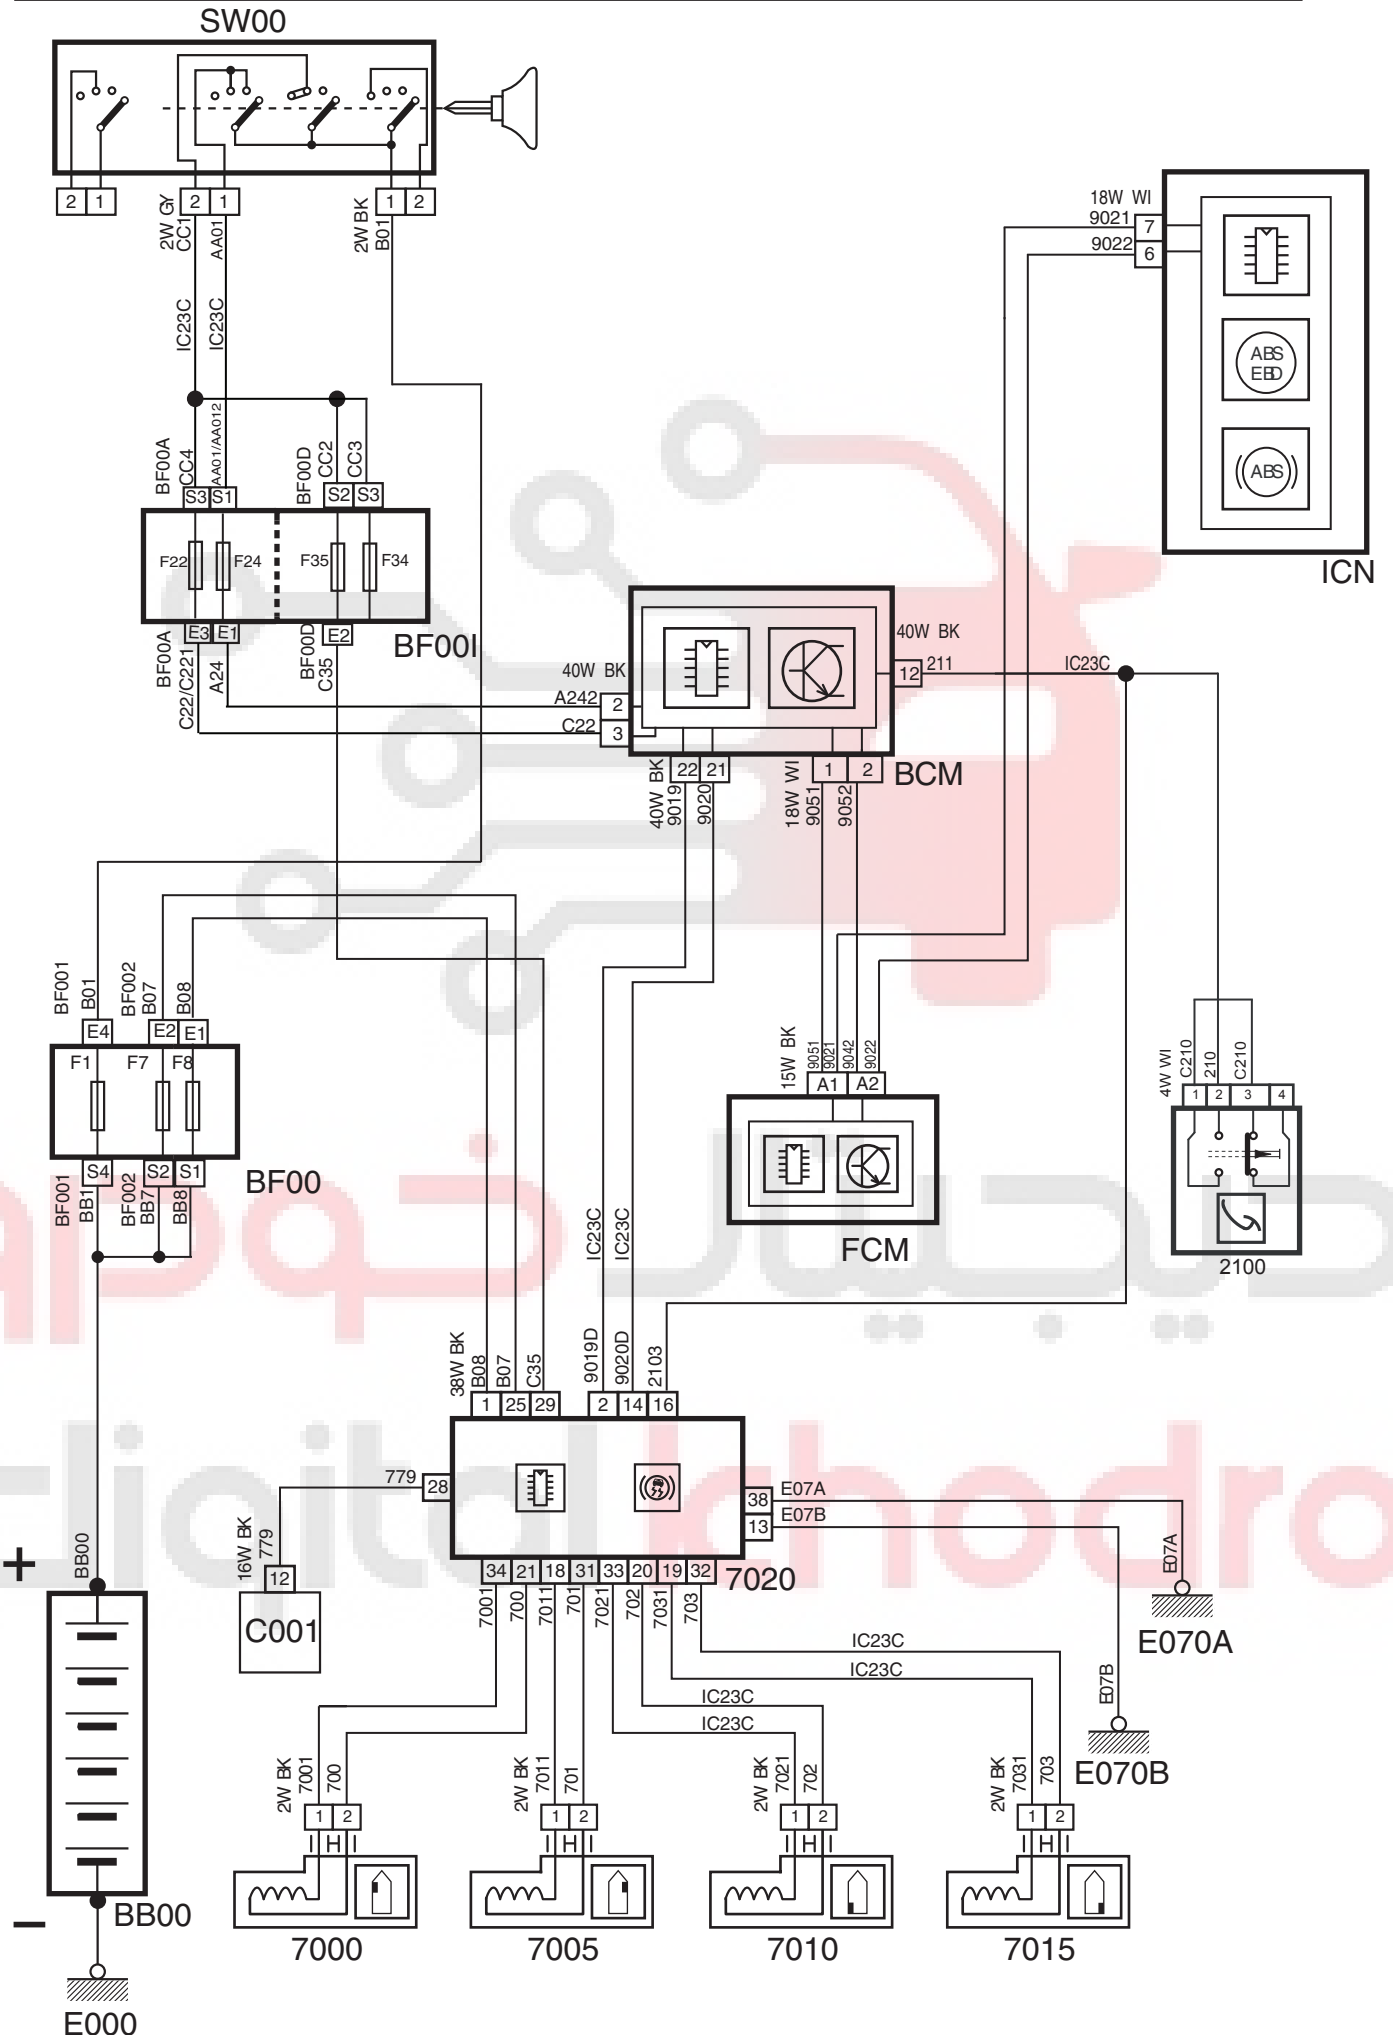 SW00
2 1 2 1 1 2
2W GY
CC1
AA01
2W BK
B01
IC23C
IC23C
18W WI
9021 7
9022 6
ABS
EBD
ABS
ICN
BF00A
CC4
AA01/AA012
BF00D
CC2
CC3
S3 S1 S2 S3
F22 F24 F35 F34
E3 E1 E2
BF00I
BF00A
C22/C221
A24
BF00D
C35
40W BK
A242 2
C22 3
40W BK
12 211 IC23C
22 21 1 2
BCM
40W BK
9019
9020
18W WI
9051
9052
BF001
B01
BF002
B07
B08
E4 E2 E1
F1 F7 F8
S4 S2 S1
BF00
BF001
BB1
BF002
BB7
BB8
15W BK
9051
9021
9042
9022
A1 A2
FCM
4W WI
C210
210
C210
1 2 3 4
2100
IC23C
IC23C
38W BK
B08
B07
C35
9019D
9020D
2103
1 25 29 2 14 16
779 28
38 E07A
13 E07B
34 21 18 31 33 20 19 32
7020
7001
700
7011
701
7021
702
7031
703
16W BK
779
12
C001
+
BB00
E07A
E070A
E07B
E070B
IC23C
IC23C
IC23C
IC23C
2W BK
7001
700
2W BK
7011
701
2W BK
7021
702
2W BK
7031
703
1 2 1 2 1 2 1 2
7000 7005 7010 7015
−
BB00
E000
دیجیتال خودرو
digital khodro